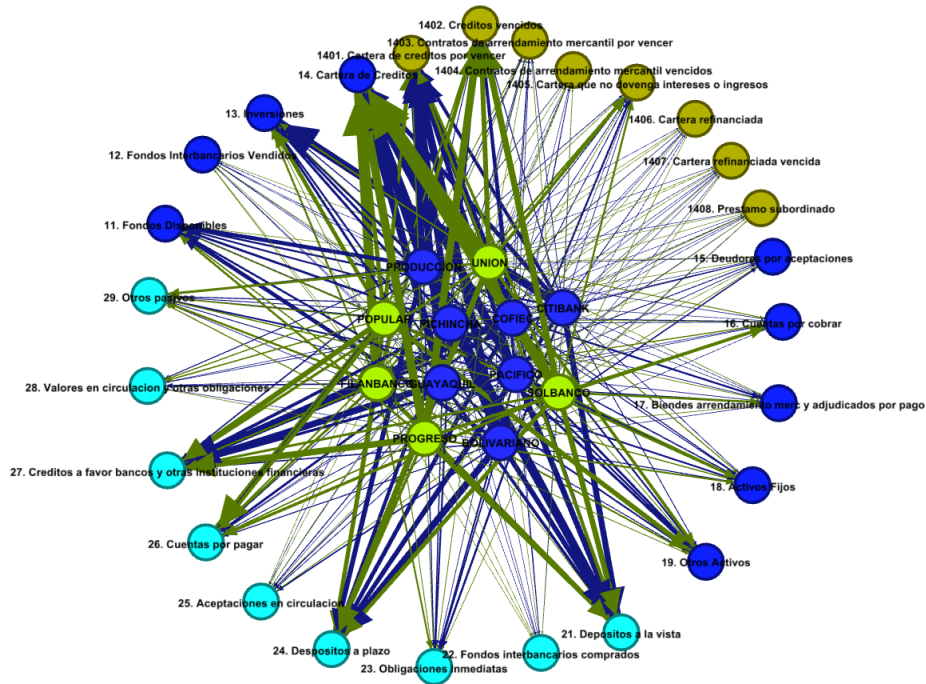 1402. Creditos vencidos
1403. Contratos de arrendamiento mercantil por vencer
1401. Cartera de creditos por vencer
1404. Contratos de arrendamiento mercantil vencidos
14. Cartera de Creditos
1405. Cartera que no devenga intereses o ingresos
13. Inversiones
1406. Cartera refinanciada
12. Fondos Interbancarios Vendidos
1407. Cartera refinanciada vencida
1408. Prestamo subordinado
11. Fondos Disponibles
15. Deudores por aceptaciones
UNION
PRODUCCION
29. Otros pasivos
CITIBANK
POPULAR
COFIEC
PICHINCHA
16. Cuentas por cobrar
PACIFICO
28. Valores en circulacion y otras obligaciones
FILANBANCO
GUAYAQUIL
SOLBANCO
17. Biendes arrendamiento merc y adjudicados por pago
PROGRESO
BOLIVARIANO
27. Creditos a favor bancos y otras instituciones financieras
18. Activos Fijos
26. Cuentas por pagar
19. Otros Activos
25. Aceptaciones en circulacion
21. Depositos a la vista
24. Despositos a plazo
22. Fondos interbancarios comprados
23. Obligaciones inmediatas